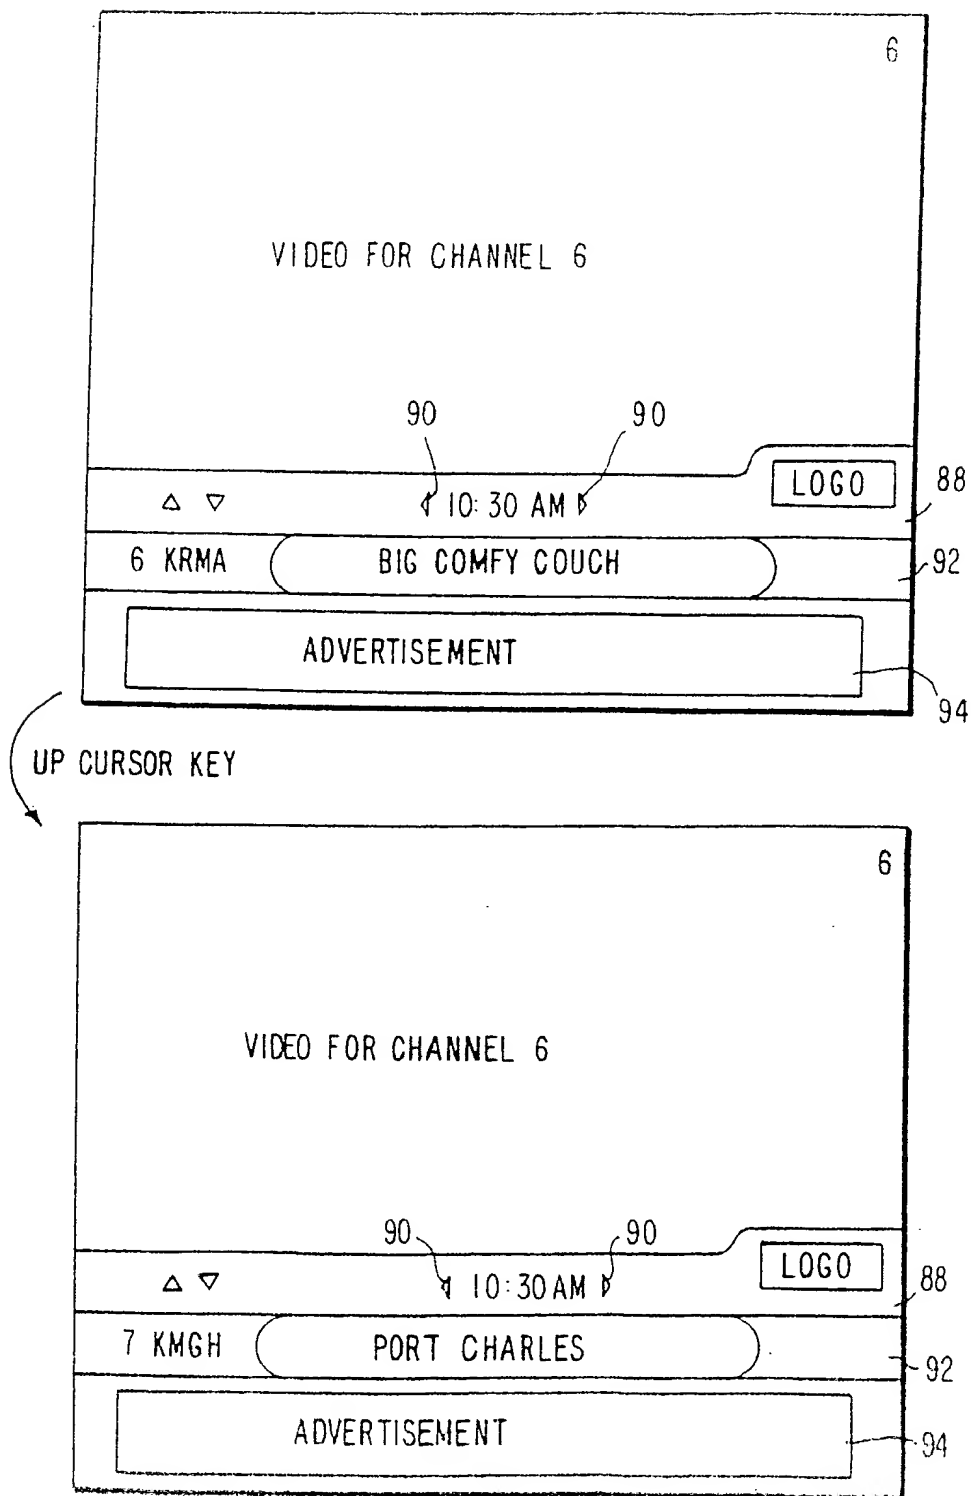 6
VIDEO FOR CHANNEL 6
90 90
LOGO 88
10:30 AM
6 KRMA BIG COMFY COUCH 92
ADVERTISEMENT
94
UP CURSOR KEY
6
VIDEO FOR CHANNEL 6
90 90
LOGO 88
10:30 AM
7 KMGH PORT CHARLES 92
ADVERTISEMENT 94